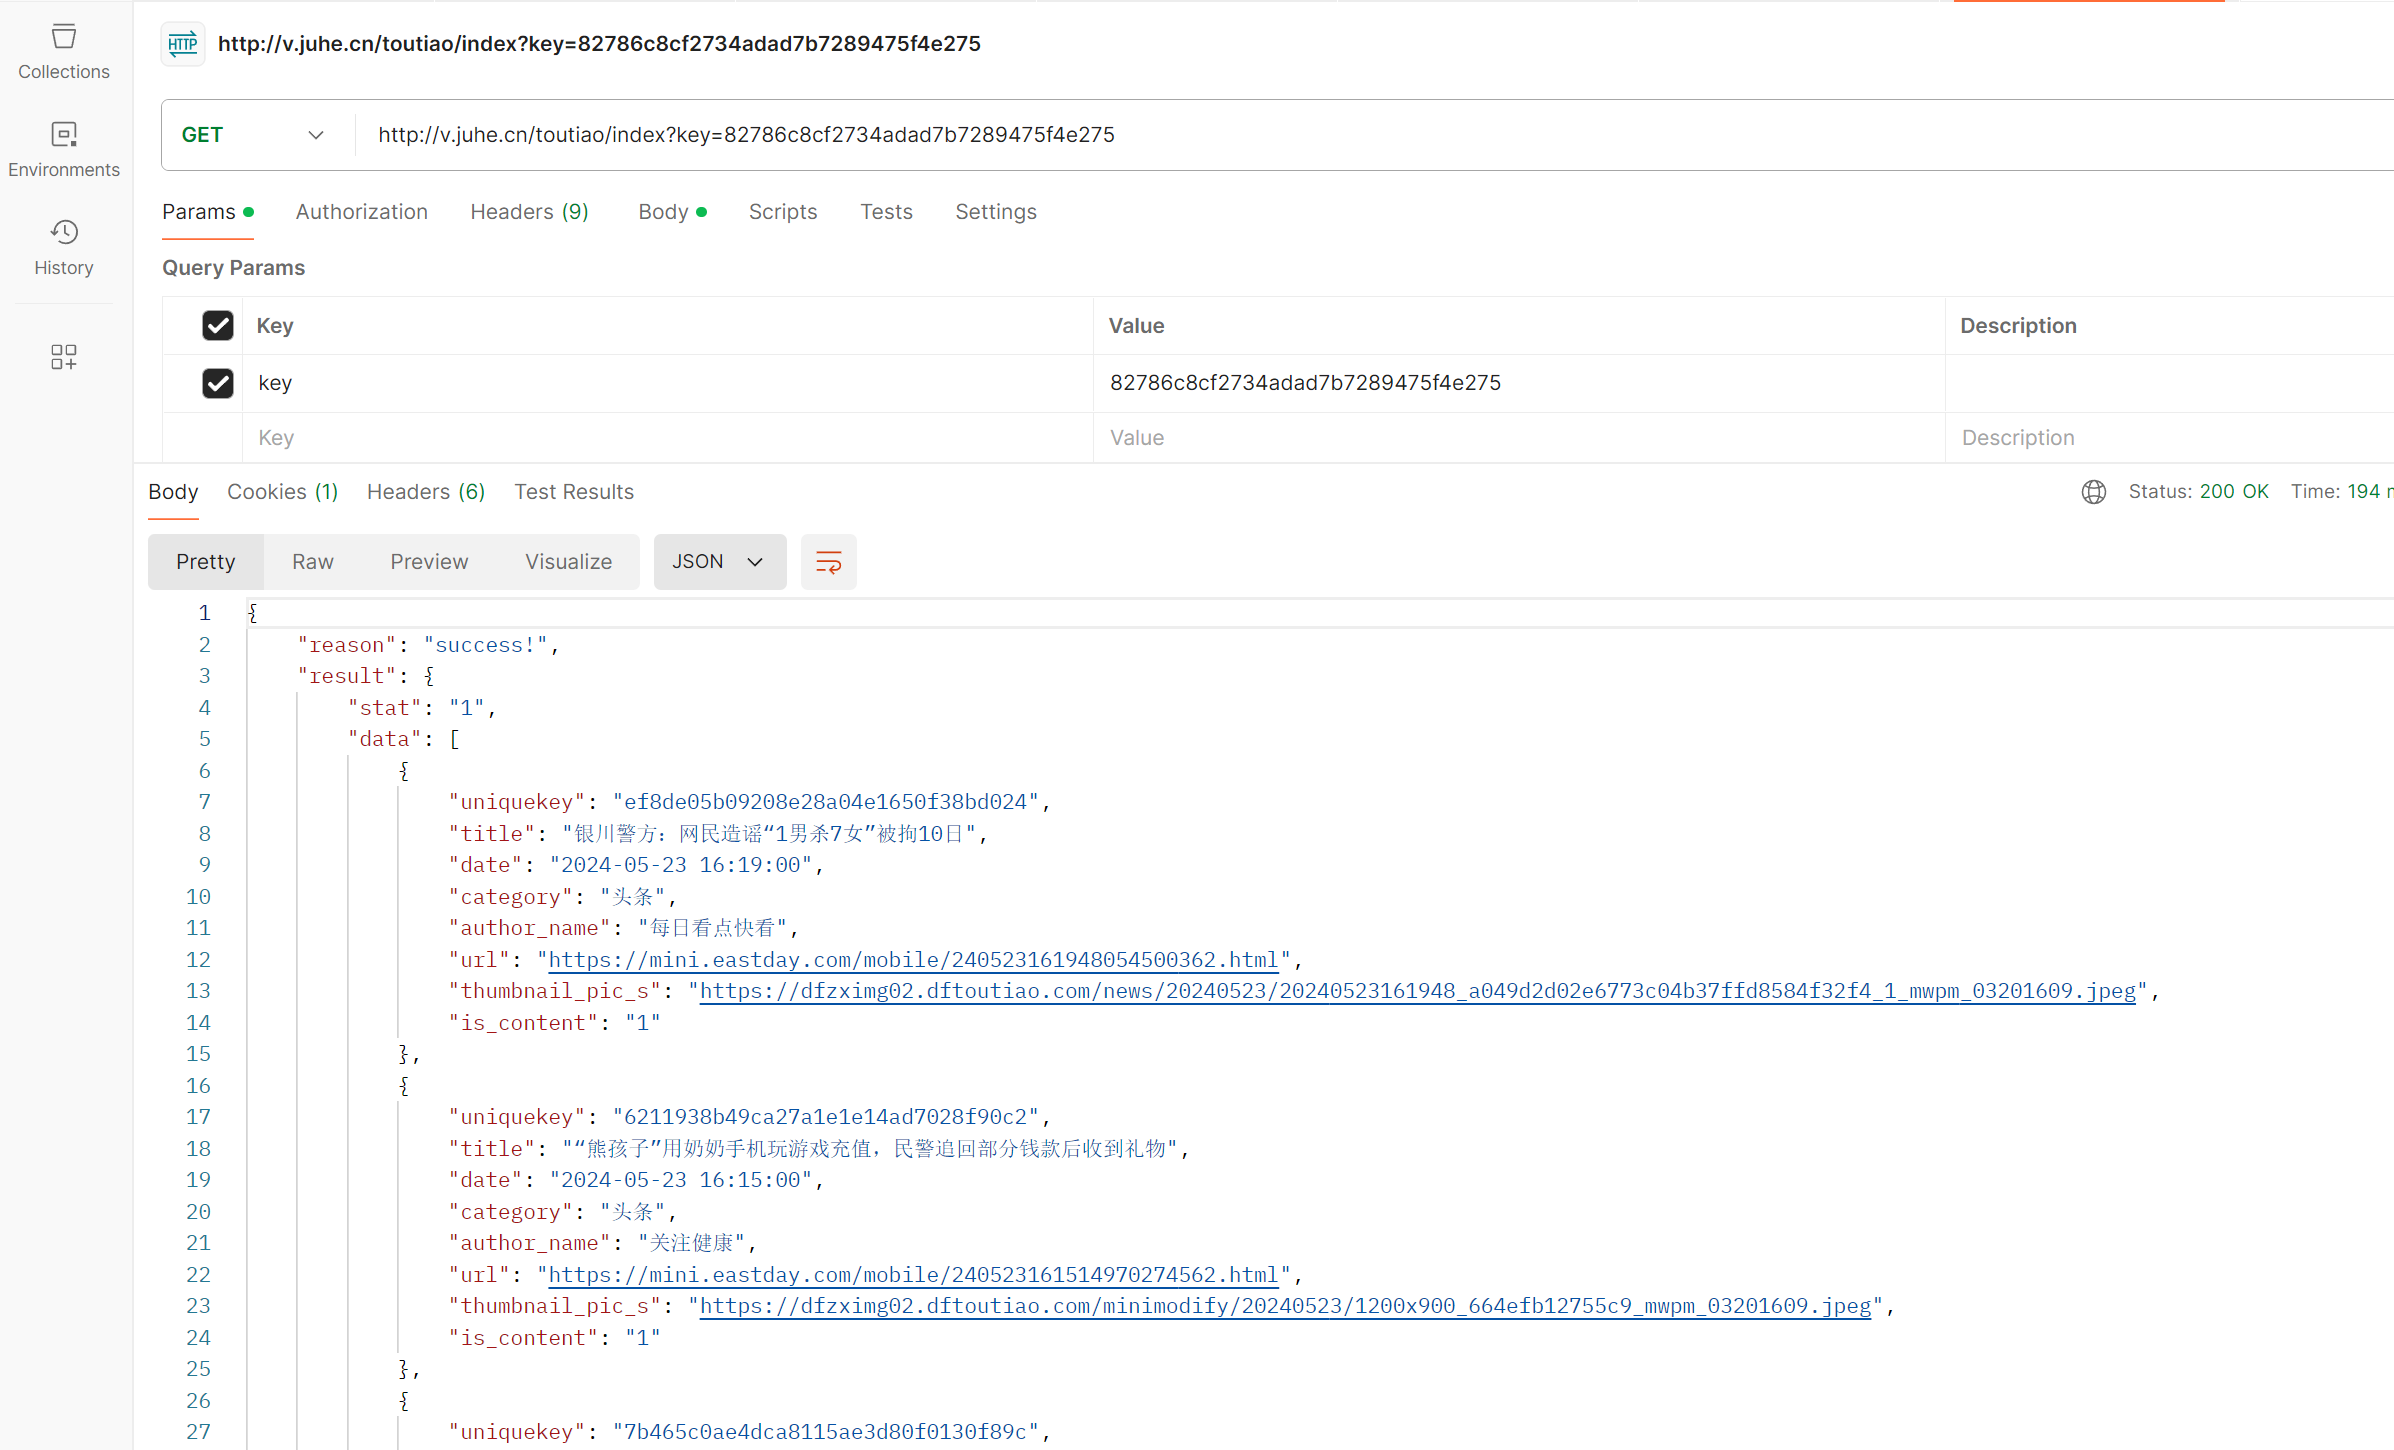 Collections
Environments
History
HTTP http://v.juhe.cn/toutiao/index?key=82786c8cf2734adad7b7289475f4e275
GET http://v.juhe.cn/toutiao/index?key=82786c8cf2734adad7b7289475f4e275
Params Authorization Headers (9) Body Scripts Tests Settings
Query Params
Key Value Description
key 82786c8cf2734adad7b7289475f4e275
Key Value Description
Body Cookies (1) Headers (6) Test Results Status: 200 OK Time: 194
Pretty Raw Preview Visualize JSON
1 {
2 "reason": "success!",
3 "result": {
4 "stat": "1",
5 "data": [
6 {
7 "uniquekey": "ef8de05b09208e28a04e1650f38bd024",
8 "title": "银川警方：网民造谣“1男杀7女”被拘10日",
9 "date": "2024-05-23 16:19:00",
10 "category": "头条",
11 "author_name": "每日看点快看",
12 "url": "https://mini.eastday.com/mobile/240523161948054500362.html",
13 "thumbnail_pic_s": "https://dfzximg02.dftoutiao.com/news/20240523/20240523161948_a049d2d02e6773c04b37ffd8584f32f4_1_mwpm_03201609.jpeg",
14 "is_content": "1"
15 },
16 {
17 "uniquekey": "6211938b49ca27a1e1e14ad7028f90c2",
18 "title": "“熊孩子”用奶奶手机玩游戏充值，民警追回部分钱款后收到礼物",
19 "date": "2024-05-23 16:15:00",
20 "category": "头条",
21 "author_name": "关注健康",
22 "url": "https://mini.eastday.com/mobile/240523161514970274562.html",
23 "thumbnail_pic_s": "https://dfzximg02.dftoutiao.com/minimodify/20240523/1200x900_664efb12755c9_mwpm_03201609.jpeg",
24 "is_content": "1"
25 },
26 {
27 "uniquekey": "7b465c0ae4dca8115ae3d80f0130f89c",